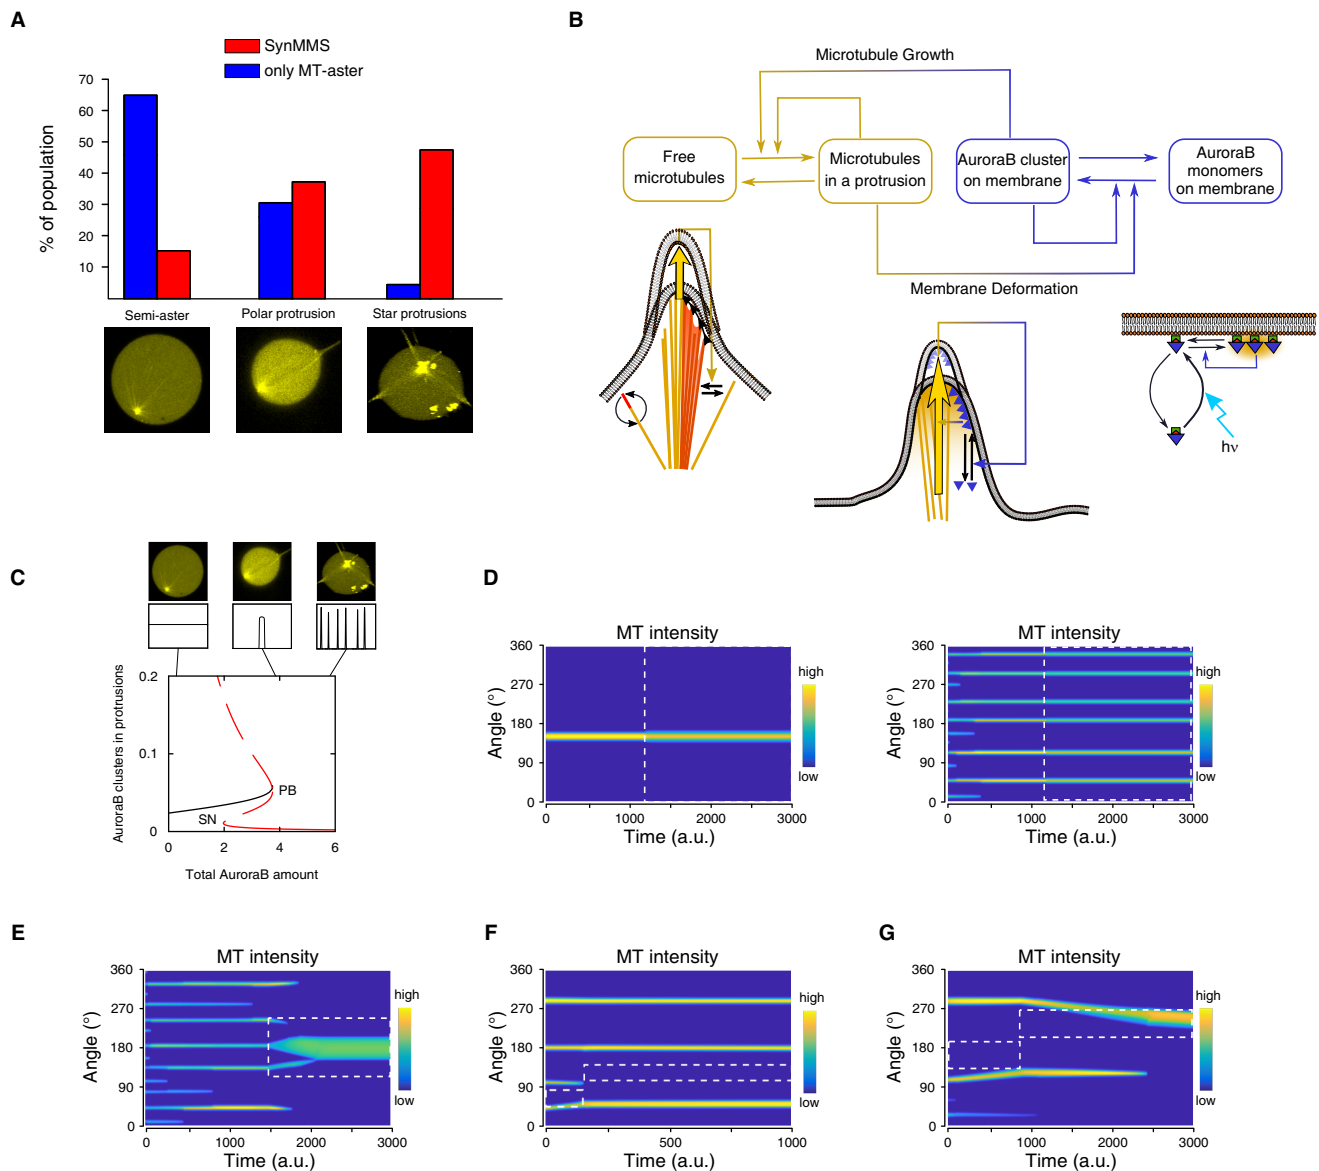 A
SynMMS
only MT-aster
% of population
70
60
50
40
30
20
10
Semi-aster
Polar protrusion
Star protrusions
B
Microtubule Growth
Free
microtubules
Microtubules
in a protrusion
AuroraB cluster
on membrane
AuroraB
monomers
on membrane
Membrane Deformation
hν
C
AuroraB clusters in protrusions
0.2
0.1
0
PB
SN
0 2 4 6
Total AuroraB amount
D
MT intensity
Angle (°)
360
270
180
90
0
0 1000 2000 3000
Time (a.u.)
high
low
MT intensity
Angle (°)
360
270
180
90
0
0 1000 2000 3000
Time (a.u.)
high
low
E
MT intensity
Angle (°)
360
270
180
90
0
0 1000 2000 3000
Time (a.u.)
high
low
F
MT intensity
Angle (°)
360
270
180
90
0
0 500 1000
Time (a.u.)
high
low
G
MT intensity
Angle (°)
360
270
180
90
0
0 1000 2000 3000
Time (a.u.)
high
low